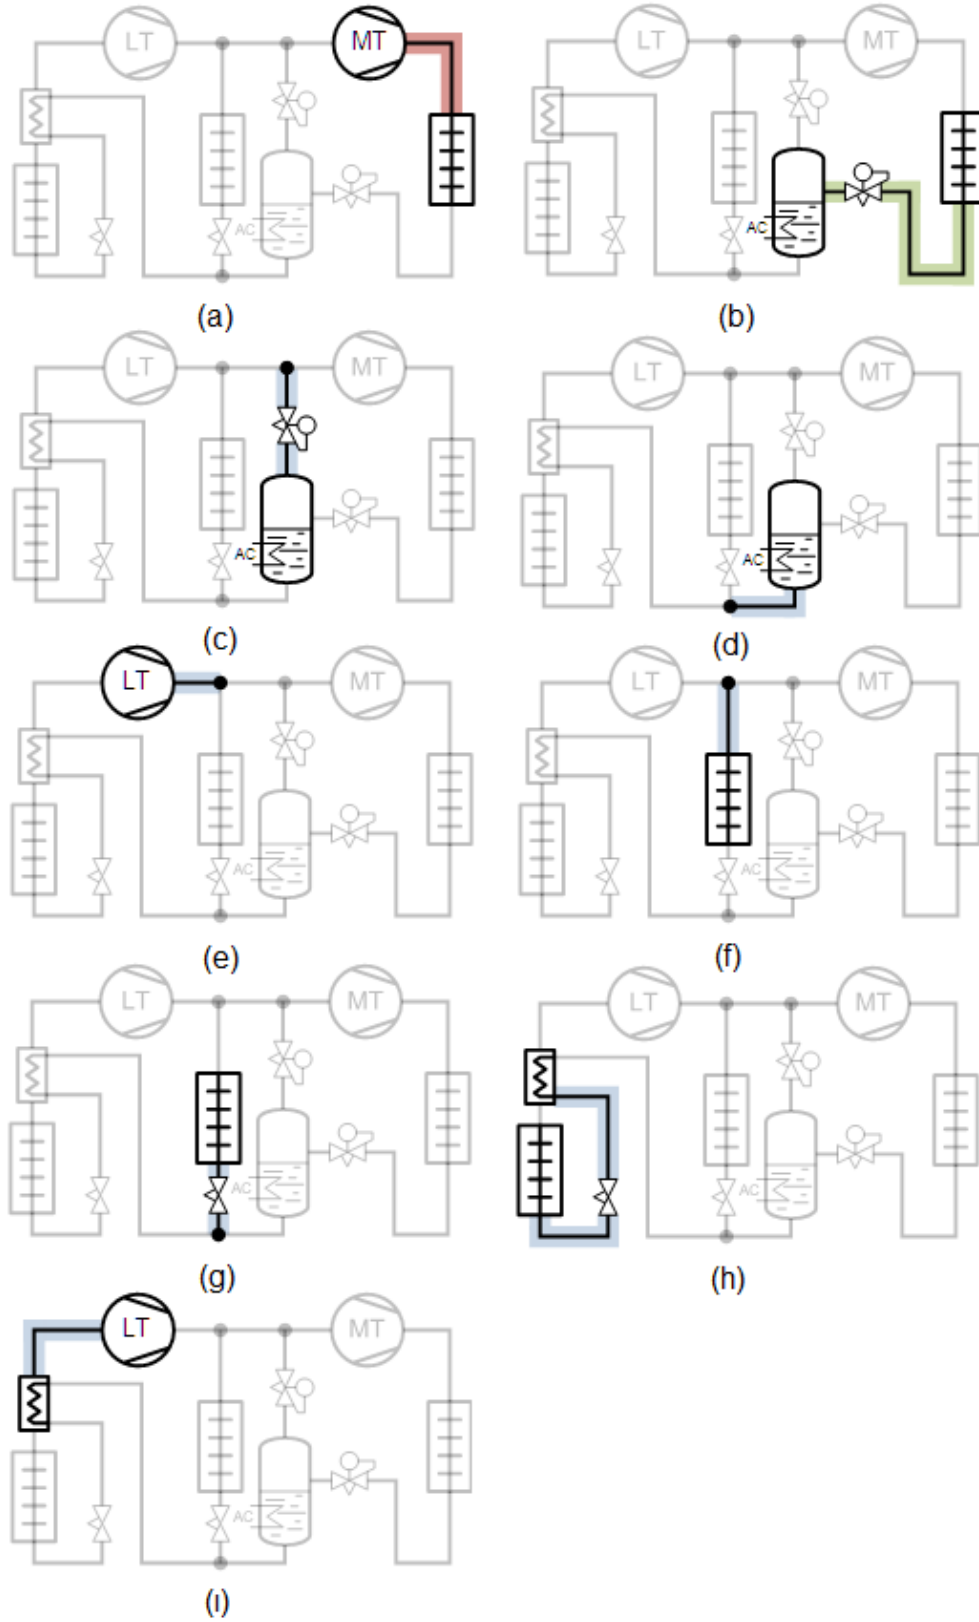 LT MT LT MT
AC AC
(a) (b)
LT MT LT MT
AC AC
(c) (d)
LT MT LT MT
AC AC
(e) (f)
LT MT LT MT
AC AC
(g) (h)
LT MT
AC
(ı)